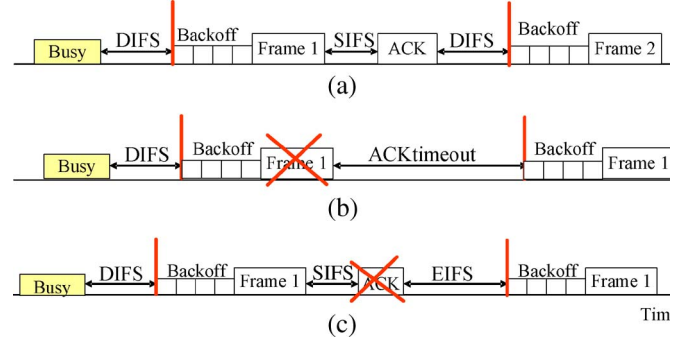 Busy DIFS Backoff Frame 1 SIFS ACK DIFS Backoff Frame 2
(a)
Busy DIFS Backoff Frame 1 ACKtimeout Backoff Frame 1
(b)
Busy DIFS Backoff Frame 1 SIFS ACK EIFS Backoff Frame 1
Tim
(c)